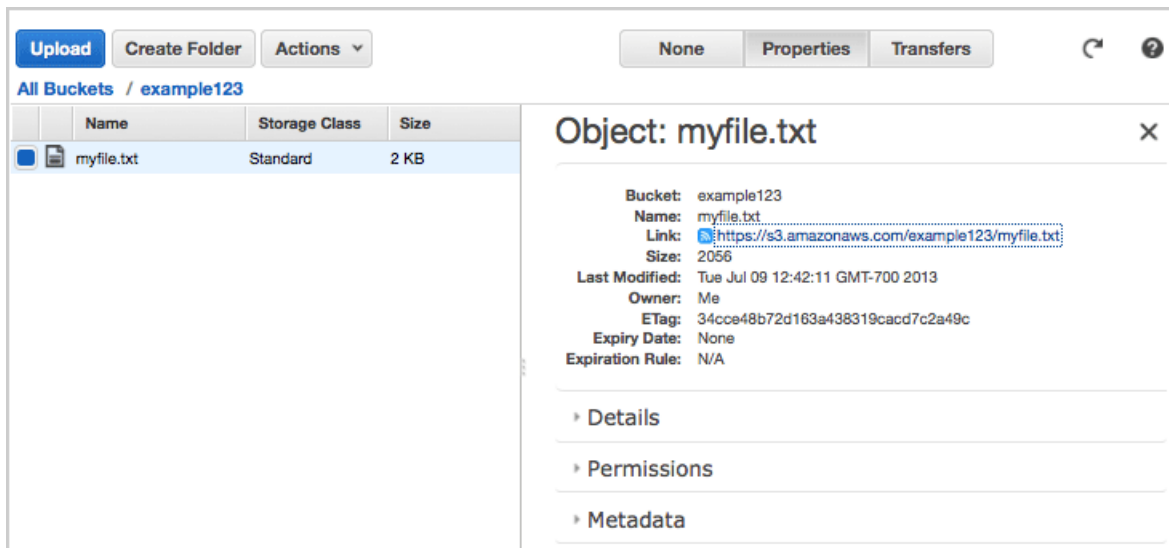 Upload Create Folder Actions None Properties Transfers
All Buckets / example123
Name Storage Class Size
myfile.txt Standard 2 KB
Object: myfile.txt
Bucket: example123
Name: myfile.txt
Link: https://s3.amazonaws.com/example123/myfile.txt
Size: 2056
Last Modified: Tue Jul 09 12:42:11 GMT-700 2013
Owner: Me
ETag: 34cce48b72d163a438319cacd7c2a49c
Expiry Date: None
Expiration Rule: N/A
Details
Permissions
Metadata